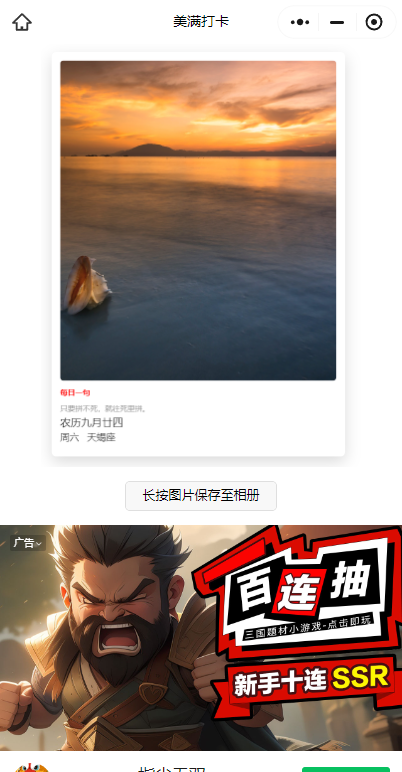 美满打卡
每日一句
只要拼不死，就往死里拼。
农历九月廿四
周六 天蝎座
长按图片保存至相册
广告
百连抽
三国题材小游戏-点击即玩
新手十连 SSR